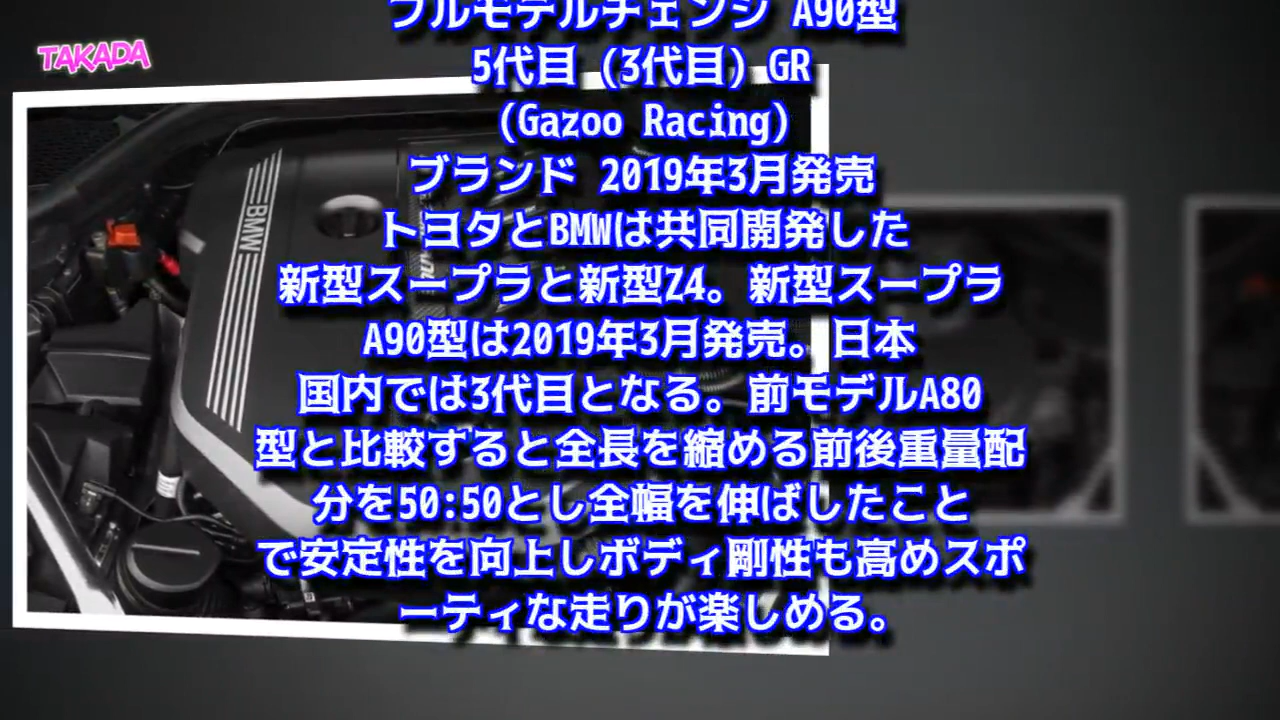 TAKADA
フルモデルチェンジ A90型
5代目 (3代目) GR
(Gazoo Racing)
ブランド 2019年3月発売
トヨタとBMWは共同開発した
新型スープラと新型Z4。新型スープラ
A90型は2019年3月発売。日本
国内では3代目となる。前モデルA80
型と比較すると全長を縮める前後重量配
分を50:50とし全幅を伸ばしたこと
で安定性を向上しボディ剛性も高めスポ
ーティな走りが楽しめる。
BMW